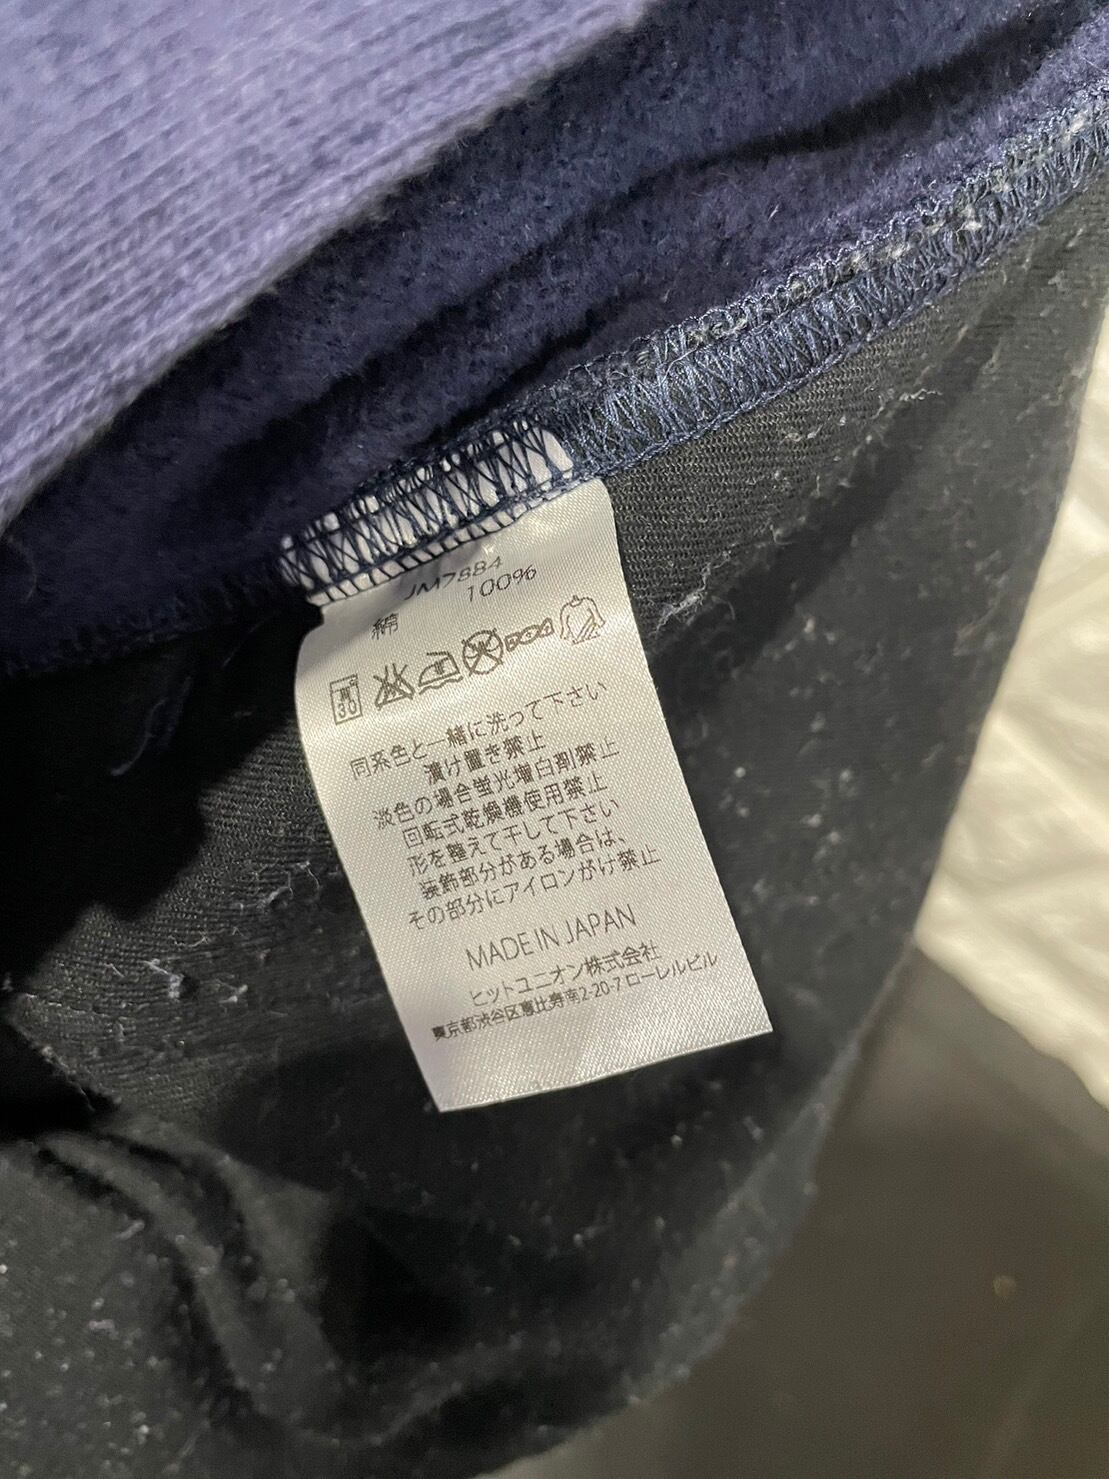 JM7884
綿 100%
30
同系色と一緒に洗って下さい
漬け置き禁止
淡色の場合蛍光増白剤禁止
回転式乾燥機使用禁止
形を整えて干して下さい
装飾部分がある場合は、
その部分にアイロンがけ禁止
MADE IN JAPAN
ヒットユニオン株式会社
東京都渋谷区恵比寿南2-20-7 ローレルビル